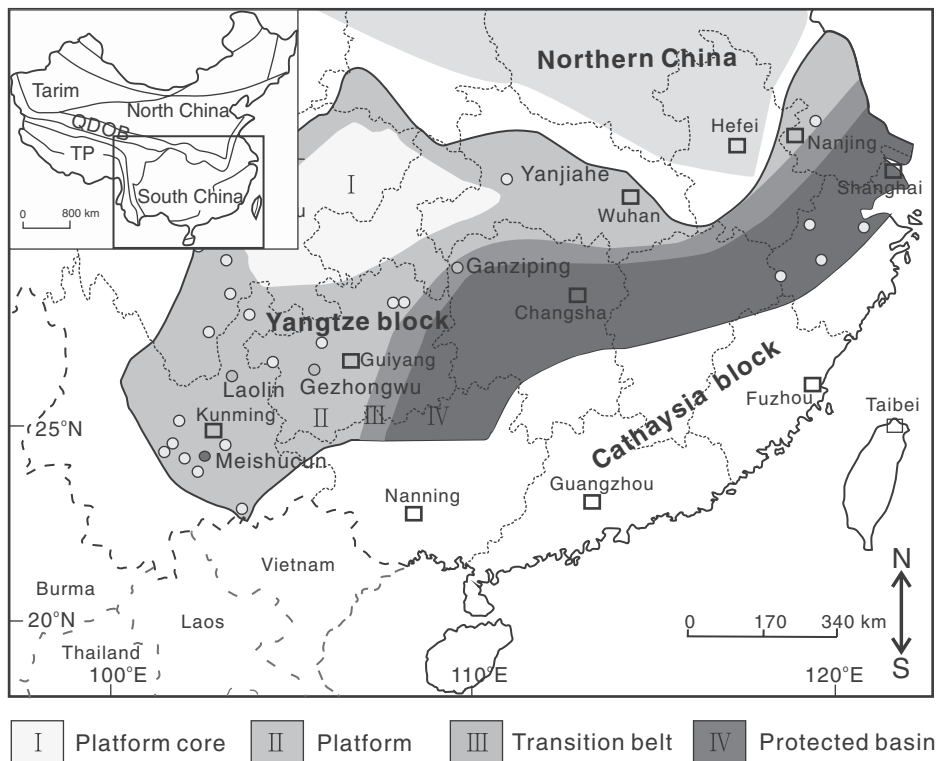 Northern China
Tarim
North China
QDOB
TP
South China
0 800 km
Hefei
Nanjing
Shanghai
I
Yanjiahe
Wuhan
Ganziping
Changsha
Yangtze block
Guiyang
Laolin
Gezhongwu
Kunming
II
III
IV
Meishucun
Cathaysia block
Fuzhou
Taibei
25°N
Nanning
Guangzhou
Vietnam
Burma
20°N
Laos
Thailand
N
S
0 170 340 km
100°E
110°E
120°E
I Platform core
II Platform
III Transition belt
IV Protected basin